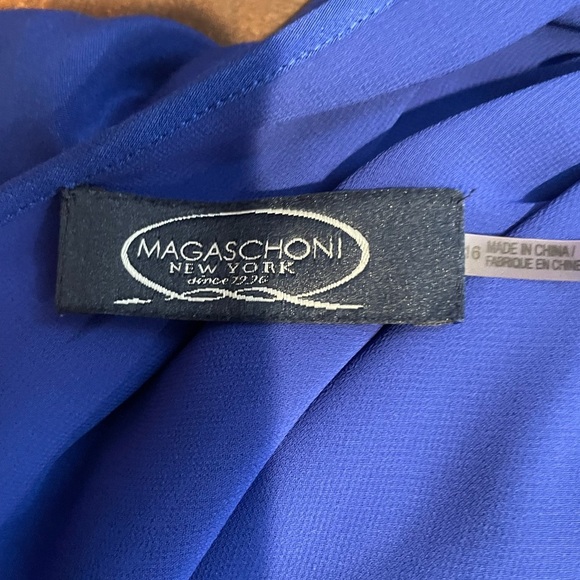 MAGASCHONI
NEW YORK
since 1996
16 MADE IN CHINA /
FABRIQUE EN CHINE